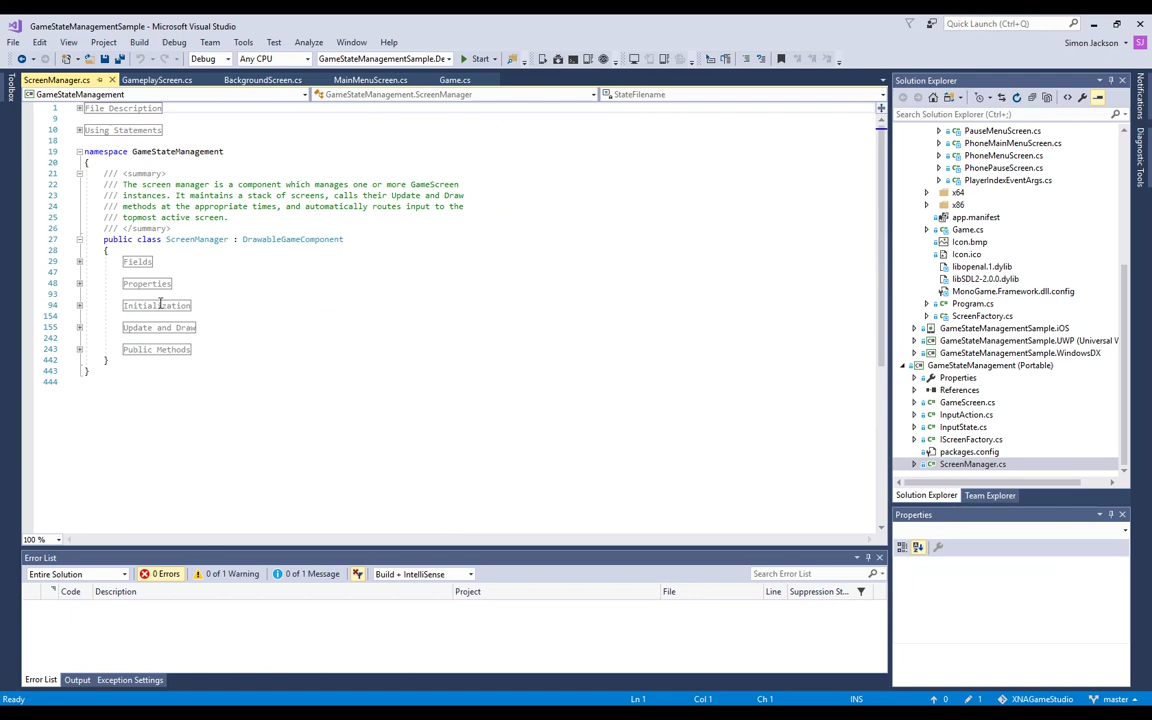 GameStateManagementSample - Microsoft Visual Studio
Quick Launch (Ctrl+Q)
File Edit View Project Build Debug Team Tools Test Analyze Window Help
Simon Jackson SJ
Debug Any CPU GameStateManagementSample.De Start
Toolbox
ScreenManager.cs GameplayScreen.cs BackgroundScreen.cs MainMenuScreen.cs Game.cs
GameStateManagement GameStateManagement.ScreenManager StateFilename
1 File Description
9
10 Using Statements
18
19 namespace GameStateManagement
20 {
21 /// <summary>
22 /// The screen manager is a component which manages one or more GameScreen
23 /// instances. It maintains a stack of screens, calls their Update and Draw
24 /// methods at the appropriate times, and automatically routes input to the
25 /// topmost active screen.
26 /// </summary>
27 public class ScreenManager : DrawableGameComponent
28 {
29 Fields
47
48 Properties
93
94 Initialization
154
155 Update and Draw
242
243 Public Methods
442 }
443 }
444
100 %
Solution Explorer
Search Solution Explorer (Ctrl+;)
PauseMenuScreen.cs
PhoneMainMenuScreen.cs
PhoneMenuScreen.cs
PhonePauseScreen.cs
PlayerIndexEventArgs.cs
x64
x86
app.manifest
Game.cs
Icon.bmp
Icon.ico
libopenal.1.dylib
libSDL2-2.0.0.dylib
MonoGame.Framework.dll.config
Program.cs
ScreenFactory.cs
GameStateManagementSample.iOS
GameStateManagementSample.UWP (Universal W
GameStateManagementSample.WindowsDX
GameStateManagement (Portable)
Properties
References
GameScreen.cs
InputAction.cs
InputState.cs
IScreenFactory.cs
packages.config
ScreenManager.cs
Solution Explorer Team Explorer
Properties
Notifications
Diagnostic Tools
Error List
Entire Solution 0 Errors 0 of 1 Warning 0 of 1 Message Build + IntelliSense Search Error List
Code Description Project File Line Suppression St...
Error List Output Exception Settings
Ready Ln 1 Col 1 Ch 1 INS 0 1 XNAGameStudio master